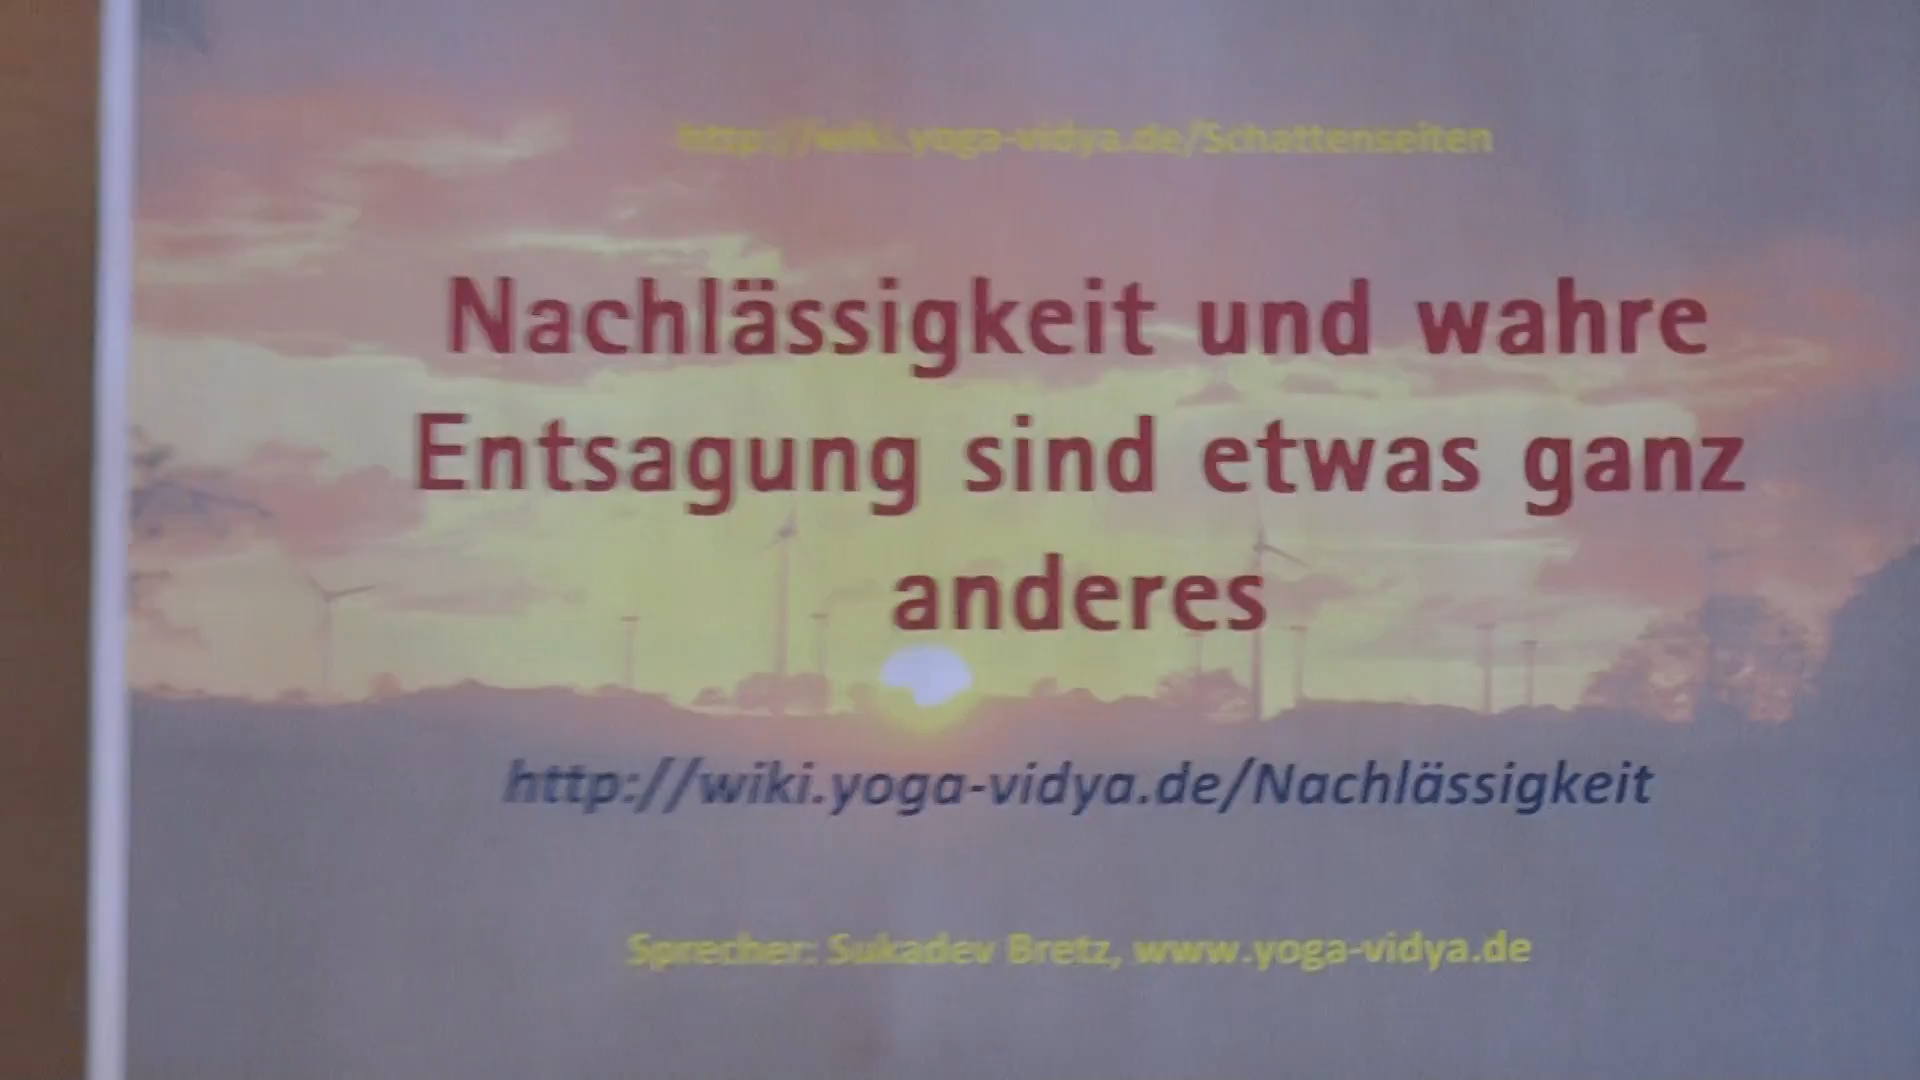 http://wiki.yoga-vidya.de/Schattenseiten
Nachlässigkeit und wahre
Entsagung sind etwas ganz
anderes
http://wiki.yoga-vidya.de/Nachlässigkeit
Sprecher: Sukadev Bretz, www.yoga-vidya.de